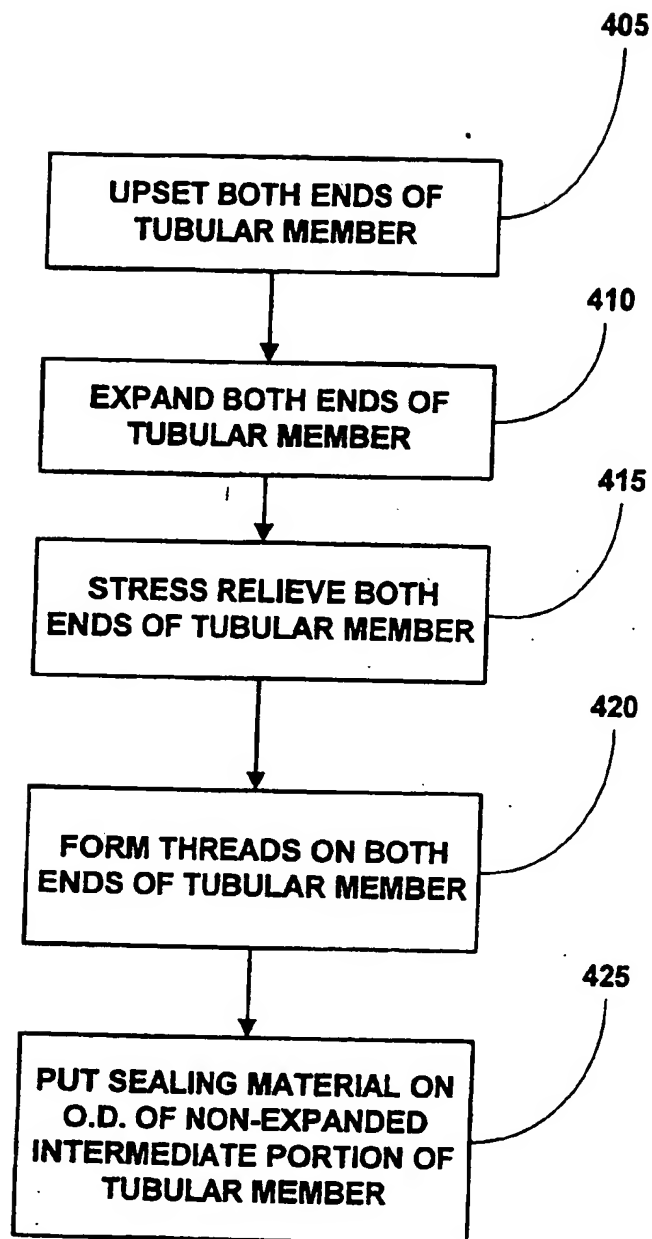 405
UPSET BOTH ENDS OF
TUBULAR MEMBER
410
EXPAND BOTH ENDS OF
TUBULAR MEMBER
415
STRESS RELIEVE BOTH
ENDS OF TUBULAR MEMBER
420
FORM THREADS ON BOTH
ENDS OF TUBULAR MEMBER
425
PUT SEALING MATERIAL ON
O.D. OF NON-EXPANDED
INTERMEDIATE PORTION OF
TUBULAR MEMBER